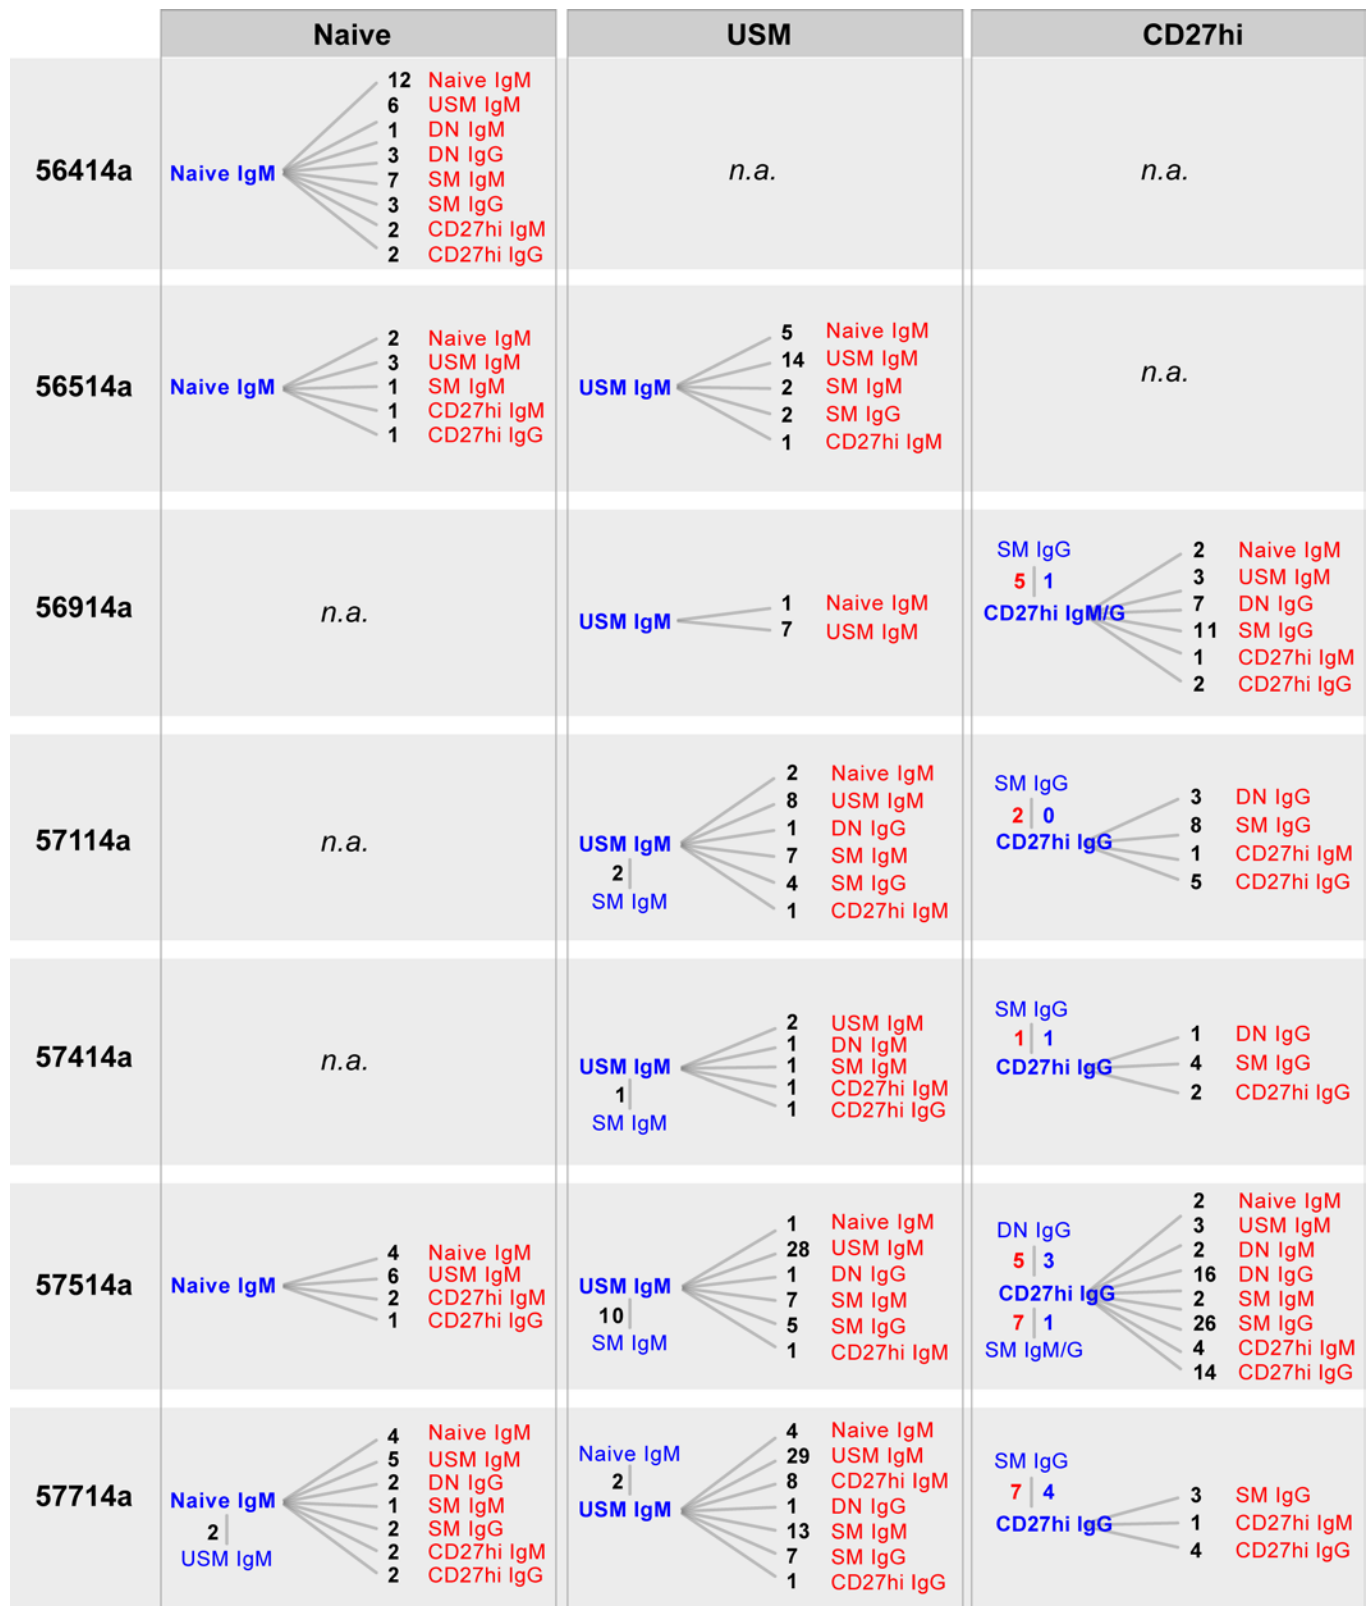 Naive USM CD27hi
56414a
Naive IgM
12 Naive IgM
6 USM IgM
1 DN IgM
3 DN IgG
7 SM IgM
3 SM IgG
2 CD27hi IgM
2 CD27hi IgG
n.a.
n.a.
56514a
Naive IgM
2 Naive IgM
3 USM IgM
1 SM IgM
1 CD27hi IgM
1 CD27hi IgG
USM IgM
5 Naive IgM
14 USM IgM
2 SM IgM
2 SM IgG
1 CD27hi IgM
n.a.
56914a
n.a.
USM IgM
1 Naive IgM
7 USM IgM
SM IgG
5 1
CD27hi IgM/G
2 Naive IgM
3 USM IgM
7 DN IgG
11 SM IgG
1 CD27hi IgM
2 CD27hi IgG
57114a
n.a.
USM IgM
2
SM IgM
2 Naive IgM
8 USM IgM
1 DN IgG
7 SM IgM
4 SM IgG
1 CD27hi IgM
SM IgG
2 0
CD27hi IgG
3 DN IgG
8 SM IgG
1 CD27hi IgM
5 CD27hi IgG
57414a
n.a.
USM IgM
1
SM IgM
2 USM IgM
1 DN IgM
1 SM IgM
1 CD27hi IgM
1 CD27hi IgG
SM IgG
1 1
CD27hi IgG
1 DN IgG
4 SM IgG
2 CD27hi IgG
57514a
Naive IgM
4 Naive IgM
6 USM IgM
2 CD27hi IgM
1 CD27hi IgG
USM IgM
10
SM IgM
1 Naive IgM
28 USM IgM
1 DN IgG
7 SM IgM
5 SM IgG
1 CD27hi IgM
DN IgG
5 3
CD27hi IgG
7 1
SM IgM/G
2 Naive IgM
3 USM IgM
2 DN IgM
16 DN IgG
2 SM IgM
26 SM IgG
4 CD27hi IgM
14 CD27hi IgG
57714a
Naive IgM
2
USM IgM
4 Naive IgM
5 USM IgM
2 DN IgG
1 SM IgM
2 SM IgG
2 CD27hi IgM
2 CD27hi IgG
Naive IgM
2
USM IgM
4 Naive IgM
29 USM IgM
8 CD27hi IgM
1 DN IgG
13 SM IgM
7 SM IgG
1 CD27hi IgG
SM IgG
7 4
CD27hi IgG
3 SM IgG
1 CD27hi IgM
4 CD27hi IgG